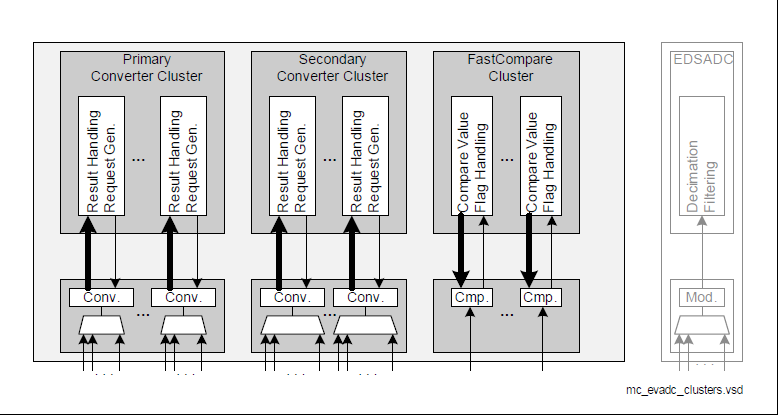 Primary
Converter Cluster
Secondary
Converter Cluster
FastCompare
Cluster
EDSADC
Result Handling
Request Gen.
...
Result Handling
Request Gen.
Result Handling
Request Gen.
...
Result Handling
Request Gen.
Compare Value
Flag Handling
...
Compare Value
Flag Handling
Decimation
Filtering
Conv.
...
Conv.
Conv.
...
Conv.
Cmp.
...
Cmp.
Mod.
. . .
. . .
. . .
. . .
. . .
mc_evadc_clusters.vsd